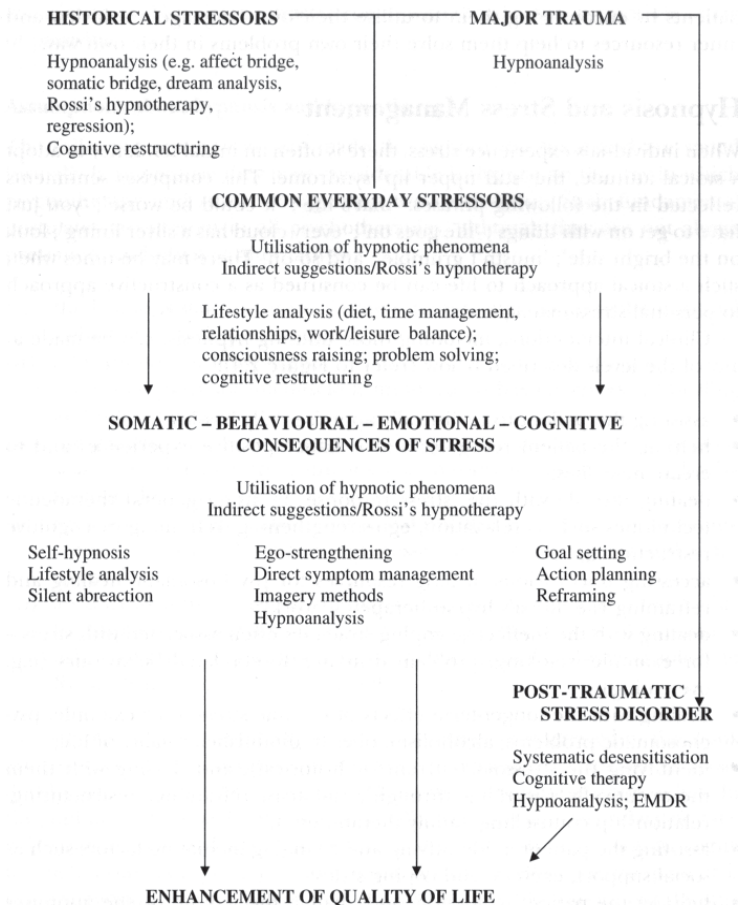 HISTORICAL STRESSORS
MAJOR TRAUMA
Hypnoanalysis (e.g. affect bridge,
somatic bridge, dream analysis,
Rossi's hypnotherapy,
regression);
Cognitive restructuring
Hypnoanalysis
COMMON EVERYDAY STRESSORS
Utilisation of hypnotic phenomena
Indirect suggestions/Rossi's hypnotherapy
Lifestyle analysis (diet, time management,
relationships, work/leisure balance);
consciousness raising; problem solving;
cognitive restructuring
SOMATIC – BEHAVIOURAL – EMOTIONAL – COGNITIVE
CONSEQUENCES OF STRESS
Utilisation of hypnotic phenomena
Indirect suggestions/Rossi's hypnotherapy
Self-hypnosis
Lifestyle analysis
Silent abreaction
Ego-strengthening
Direct symptom management
Imagery methods
Hypnoanalysis
Goal setting
Action planning
Reframing
POST-TRAUMATIC
STRESS DISORDER
Systematic desensitisation
Cognitive therapy
Hypnoanalysis; EMDR
ENHANCEMENT OF QUALITY OF LIFE